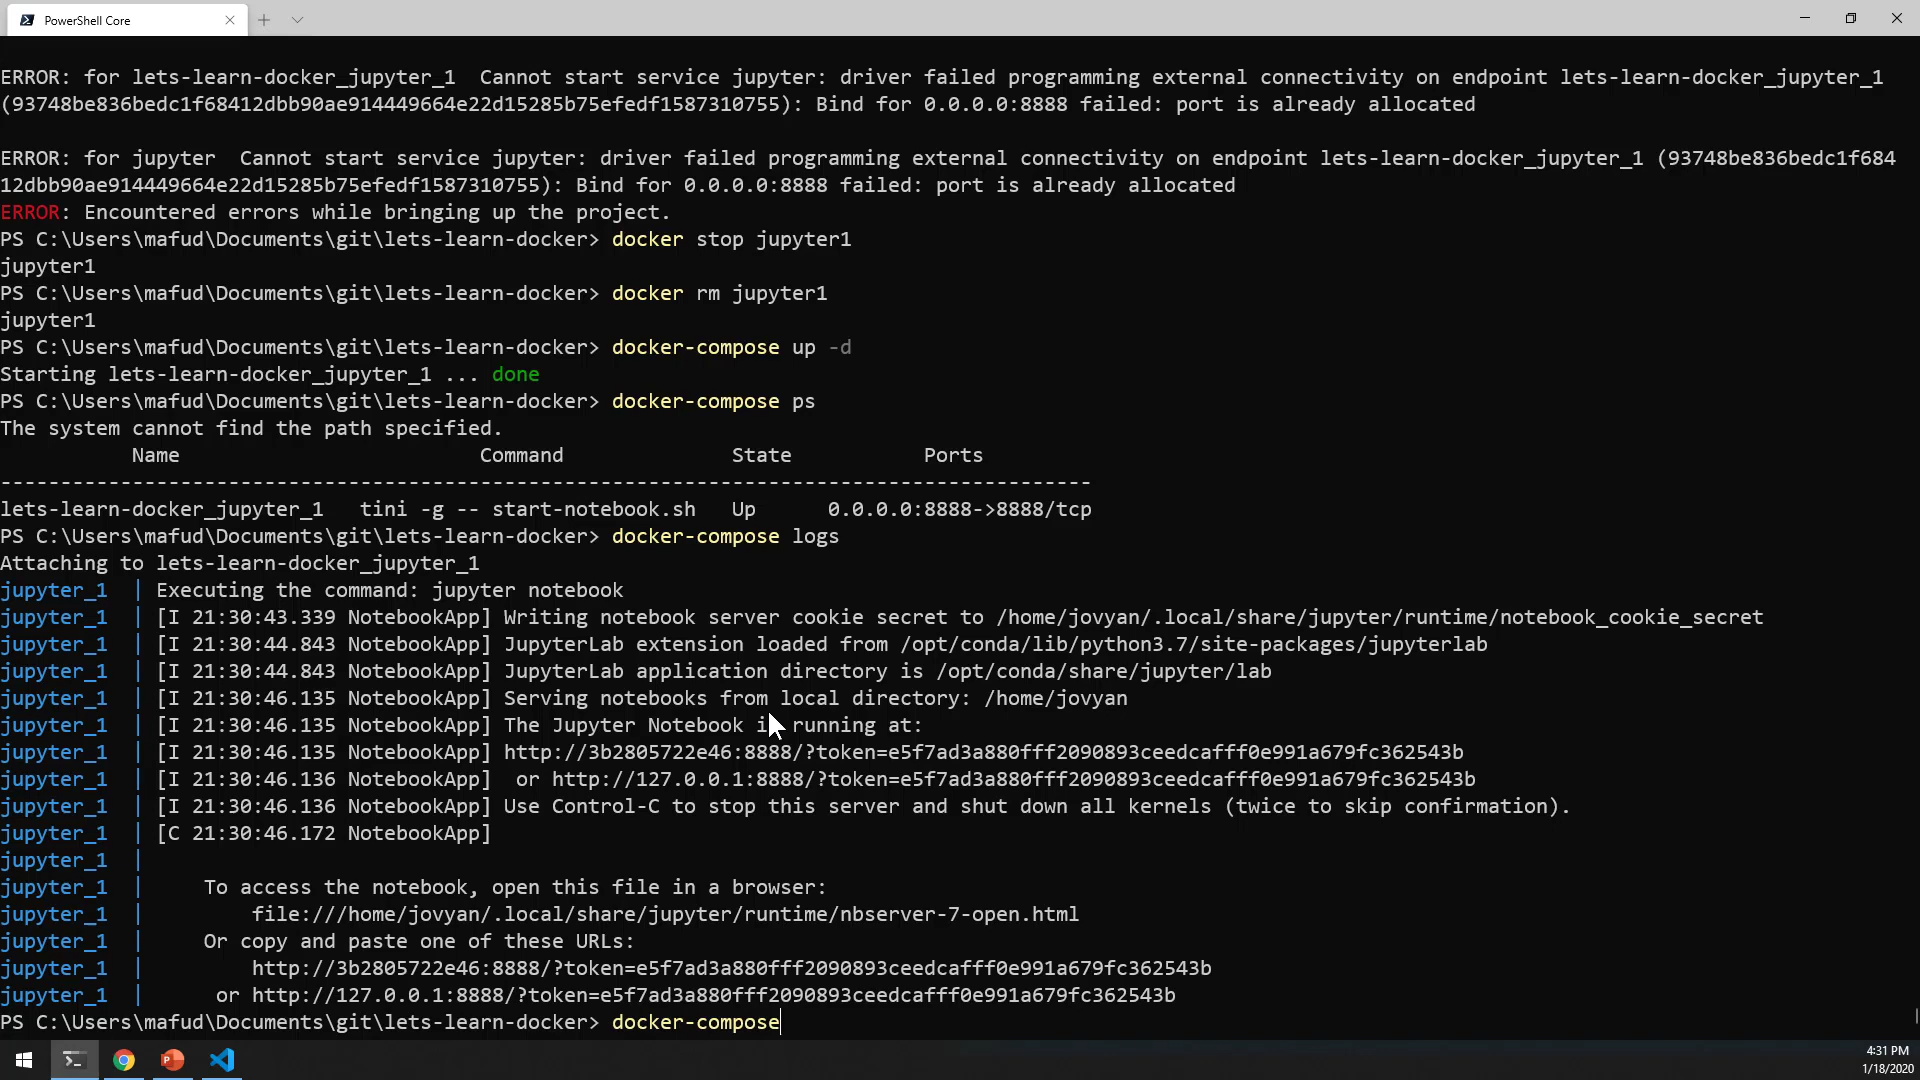 PowerShell Core
ERROR: for lets-learn-docker_jupyter_1  Cannot start service jupyter: driver failed programming external connectivity on endpoint lets-learn-docker_jupyter_1
(93748be836bedc1f68412dbb90ae914449664e22d15285b75efedf1587310755): Bind for 0.0.0.0:8888 failed: port is already allocated
ERROR: for jupyter  Cannot start service jupyter: driver failed programming external connectivity on endpoint lets-learn-docker_jupyter_1 (93748be836bedc1f684
12dbb90ae914449664e22d15285b75efedf1587310755): Bind for 0.0.0.0:8888 failed: port is already allocated
ERROR: Encountered errors while bringing up the project.
PS C:\Users\mafud\Documents\git\lets-learn-docker> docker stop jupyter1
jupyter1
PS C:\Users\mafud\Documents\git\lets-learn-docker> docker rm jupyter1
jupyter1
PS C:\Users\mafud\Documents\git\lets-learn-docker> docker-compose up -d
Starting lets-learn-docker_jupyter_1 ... done
PS C:\Users\mafud\Documents\git\lets-learn-docker> docker-compose ps
The system cannot find the path specified.
           Name                         Command              State           Ports
-------------------------------------------------------------------------------------------
lets-learn-docker_jupyter_1   tini -g -- start-notebook.sh   Up      0.0.0.0:8888->8888/tcp
PS C:\Users\mafud\Documents\git\lets-learn-docker> docker-compose logs
Attaching to lets-learn-docker_jupyter_1
jupyter_1  | Executing the command: jupyter notebook
jupyter_1  | [I 21:30:43.339 NotebookApp] Writing notebook server cookie secret to /home/jovyan/.local/share/jupyter/runtime/notebook_cookie_secret
jupyter_1  | [I 21:30:44.843 NotebookApp] JupyterLab extension loaded from /opt/conda/lib/python3.7/site-packages/jupyterlab
jupyter_1  | [I 21:30:44.843 NotebookApp] JupyterLab application directory is /opt/conda/share/jupyter/lab
jupyter_1  | [I 21:30:46.135 NotebookApp] Serving notebooks from local directory: /home/jovyan
jupyter_1  | [I 21:30:46.135 NotebookApp] The Jupyter Notebook is running at:
jupyter_1  | [I 21:30:46.135 NotebookApp] http://3b2805722e46:8888/?token=e5f7ad3a880fff2090893ceedcafff0e991a679fc362543b
jupyter_1  | [I 21:30:46.136 NotebookApp]  or http://127.0.0.1:8888/?token=e5f7ad3a880fff2090893ceedcafff0e991a679fc362543b
jupyter_1  | [I 21:30:46.136 NotebookApp] Use Control-C to stop this server and shut down all kernels (twice to skip confirmation).
jupyter_1  | [C 21:30:46.172 NotebookApp]
jupyter_1  |
jupyter_1  |     To access the notebook, open this file in a browser:
jupyter_1  |         file:///home/jovyan/.local/share/jupyter/runtime/nbserver-7-open.html
jupyter_1  |     Or copy and paste one of these URLs:
jupyter_1  |         http://3b2805722e46:8888/?token=e5f7ad3a880fff2090893ceedcafff0e991a679fc362543b
jupyter_1  |      or http://127.0.0.1:8888/?token=e5f7ad3a880fff2090893ceedcafff0e991a679fc362543b
PS C:\Users\mafud\Documents\git\lets-learn-docker> docker-compose
4:31 PM
1/18/2020